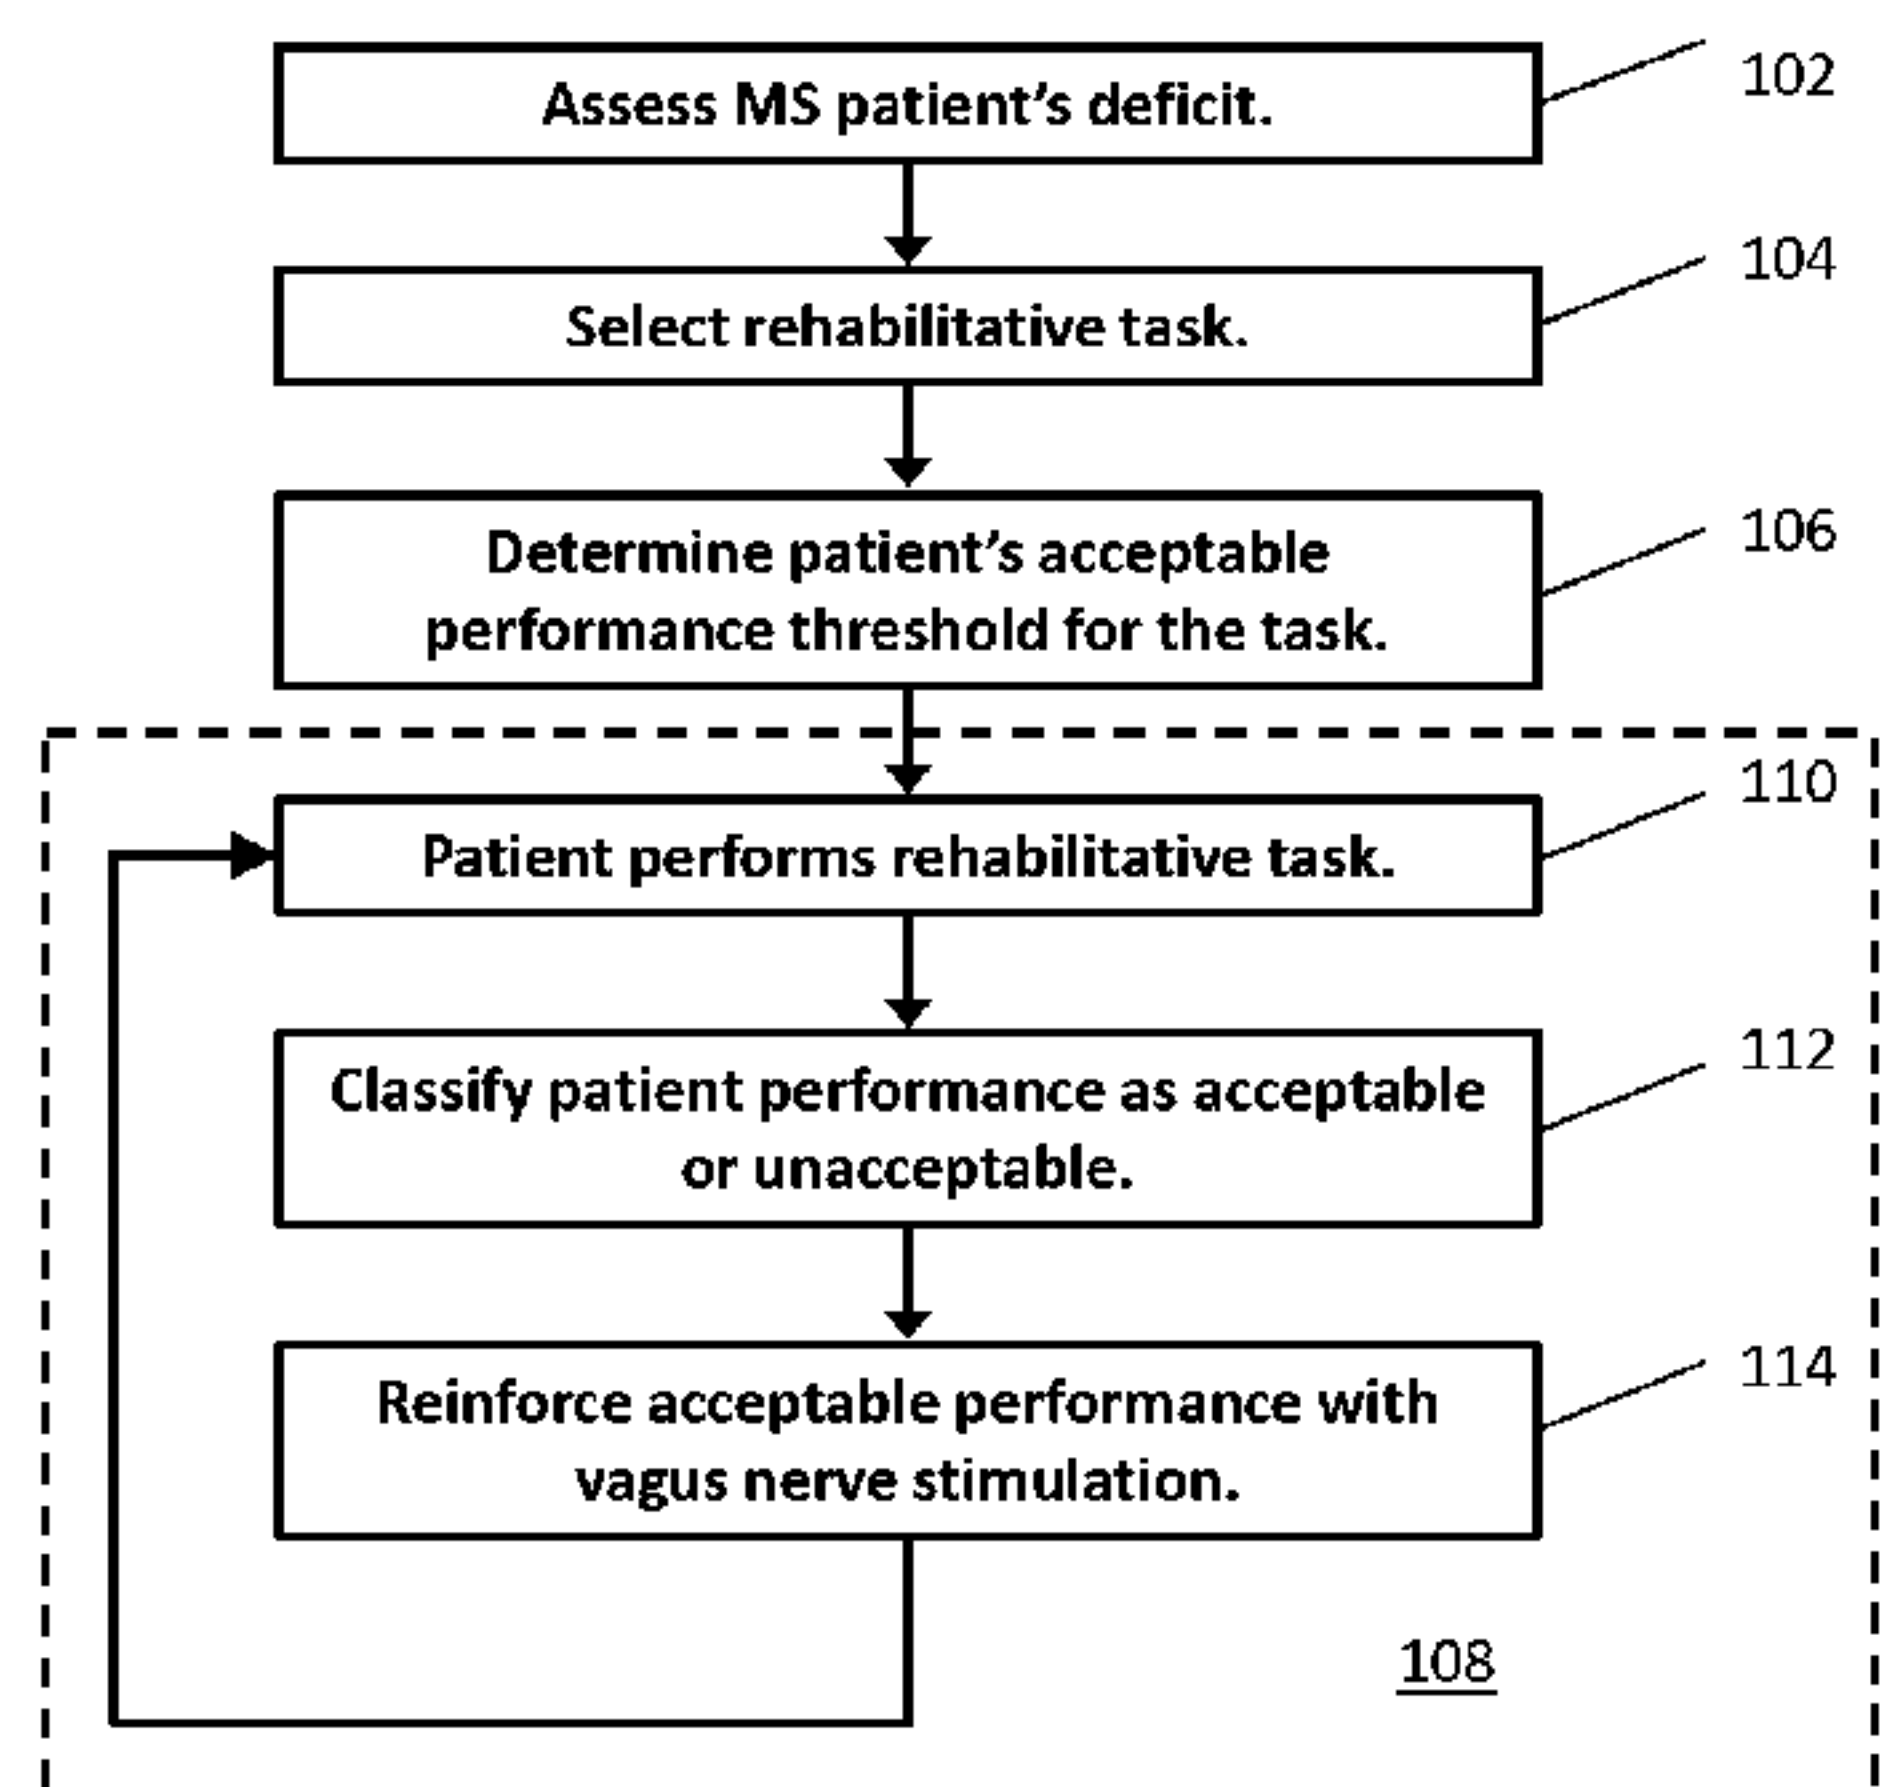 Assess MS patient's deficit.
102
Select rehabilitative task.
104
Determine patient's acceptable
performance threshold for the task.
106
Patient performs rehabilitative task.
110
Classify patient performance as acceptable
or unacceptable.
112
Reinforce acceptable performance with
vagus nerve stimulation.
114
108